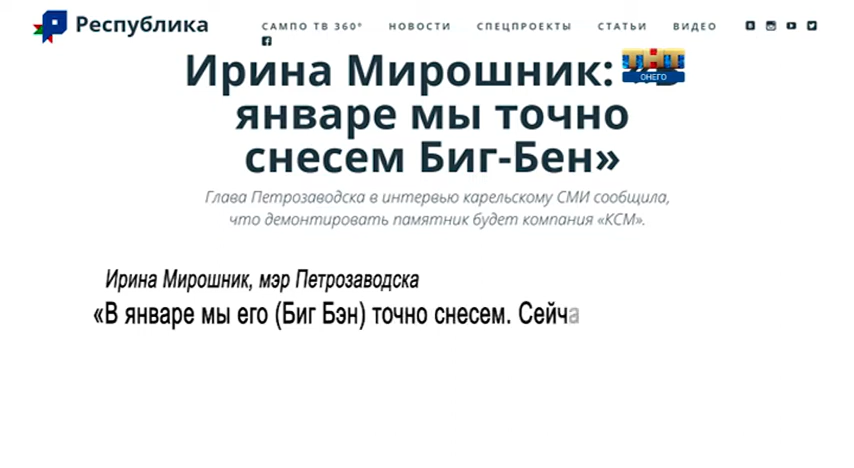 Республика
САМПО ТВ 360° НОВОСТИ СПЕЦПРОЕКТЫ СТАТЬИ ВИДЕО
Ирина Мирошник:
ТНТ
ОНЕГО
январе мы точно
снесем Биг-Бен»
Глава Петрозаводска в интервью карельскому СМИ сообщила,
что демонтировать памятник будет компания «КСМ».
Ирина Мирошник, мэр Петрозаводска
«В январе мы его (Биг Бэн) точно снесем. Сейча